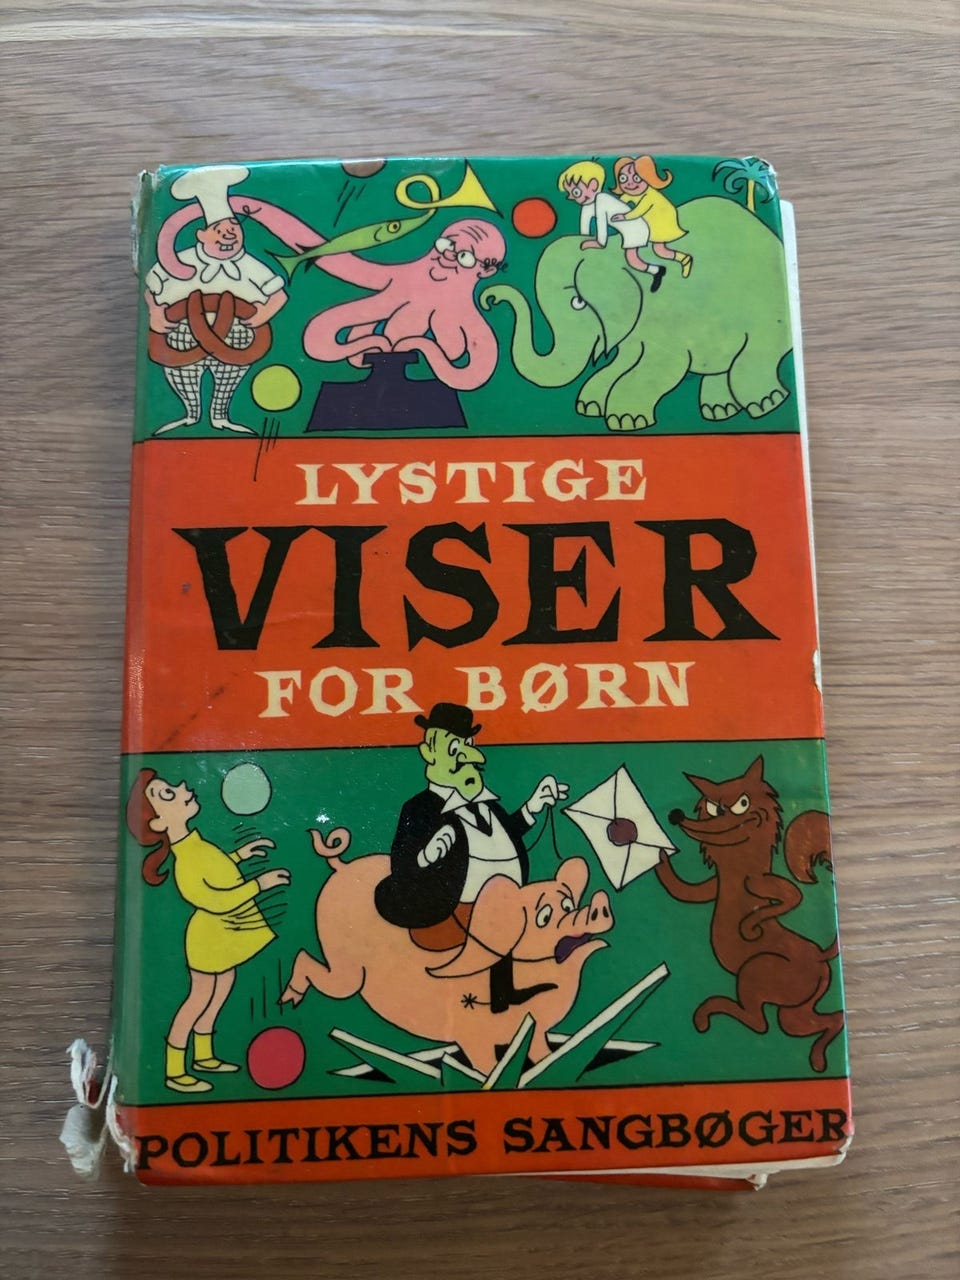 LYSTIGE
VISER
FOR BØRN
POLITIKENS SANGBØGER